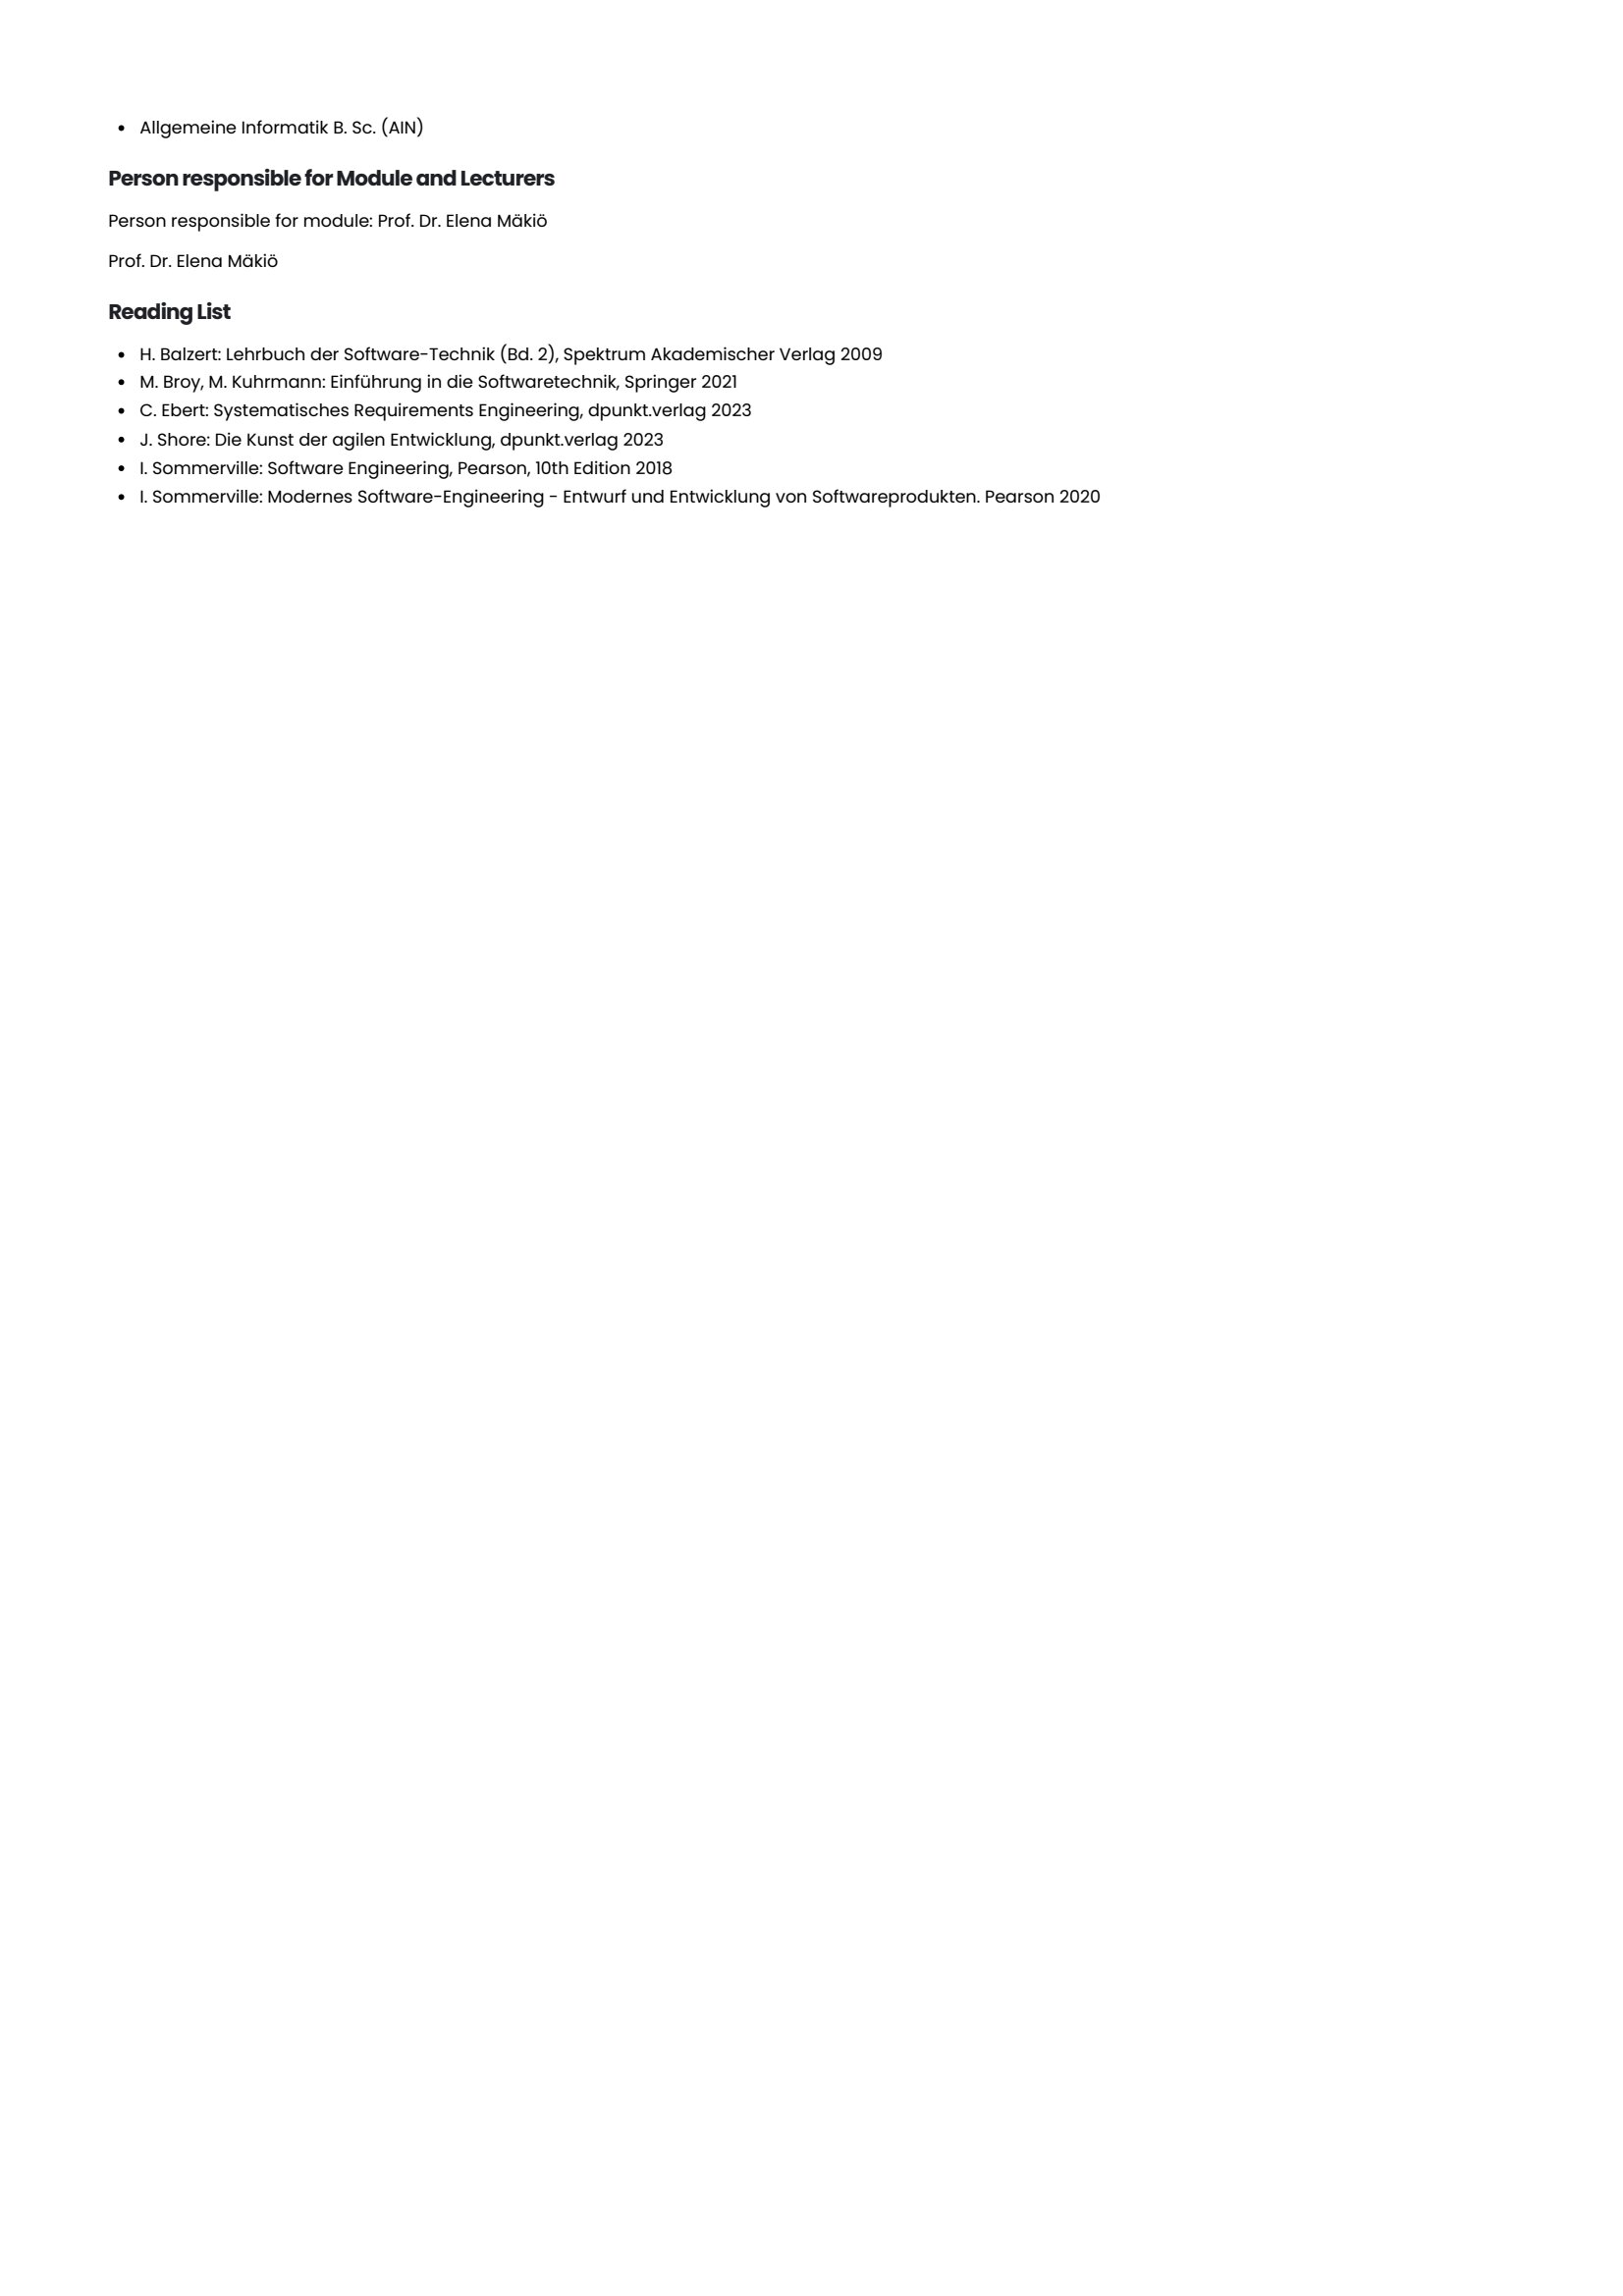 • Allgemeine Informatik B. Sc. (AIN)
Person responsible for Module and Lecturers
Person responsible for module: Prof. Dr. Elena Mäkiö
Prof. Dr. Elena Mäkiö
Reading List
• H. Balzert: Lehrbuch der Software-Technik (Bd. 2), Spektrum Akademischer Verlag 2009
• M. Broy, M. Kuhrmann: Einführung in die Softwaretechnik, Springer 2021
• C. Ebert: Systematisches Requirements Engineering, dpunkt.verlag 2023
• J. Shore: Die Kunst der agilen Entwicklung, dpunkt.verlag 2023
• I. Sommerville: Software Engineering, Pearson, 10th Edition 2018
• I. Sommerville: Modernes Software-Engineering - Entwurf und Entwicklung von Softwareprodukten. Pearson 2020